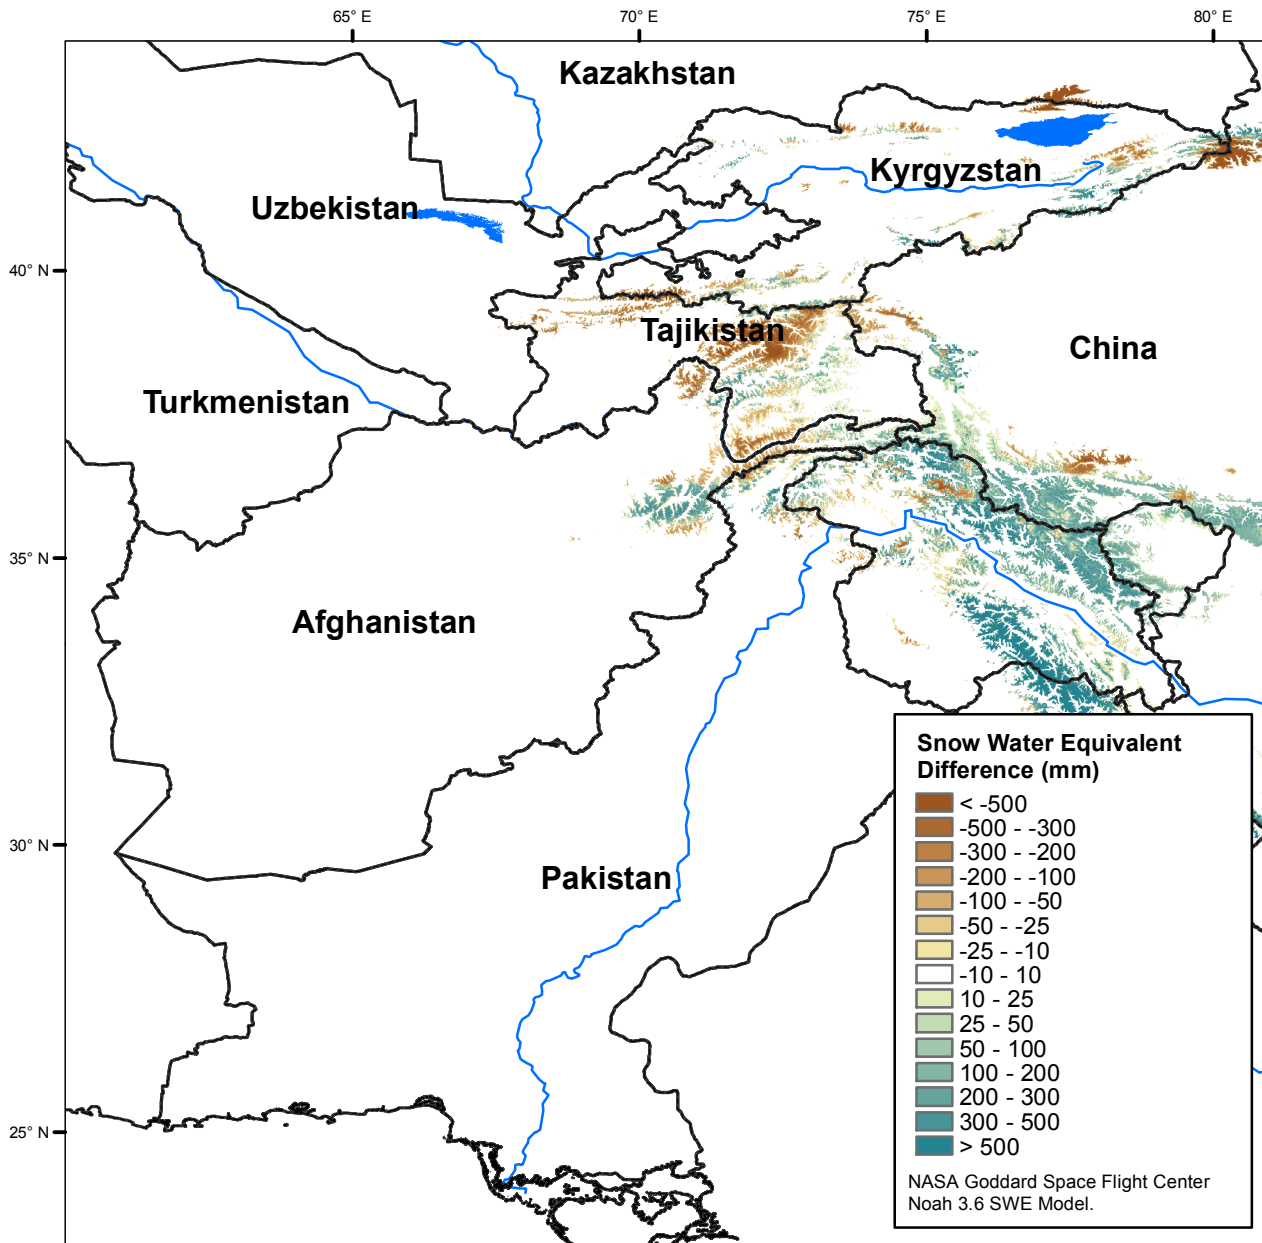 65° E
70° E
75° E
80° E
Kazakhstan
Kyrgyzstan
Uzbekistan
40° N
Tajikistan
China
Turkmenistan
35° N
Afghanistan
30° N
Pakistan
25° N
Snow Water Equivalent
Difference (mm)
< -500
-500 - -300
-300 - -200
-200 - -100
-100 - -50
-50 - -25
-25 - -10
-10 - 10
10 - 25
25 - 50
50 - 100
100 - 200
200 - 300
300 - 500
> 500
NASA Goddard Space Flight Center
Noah 3.6 SWE Model.